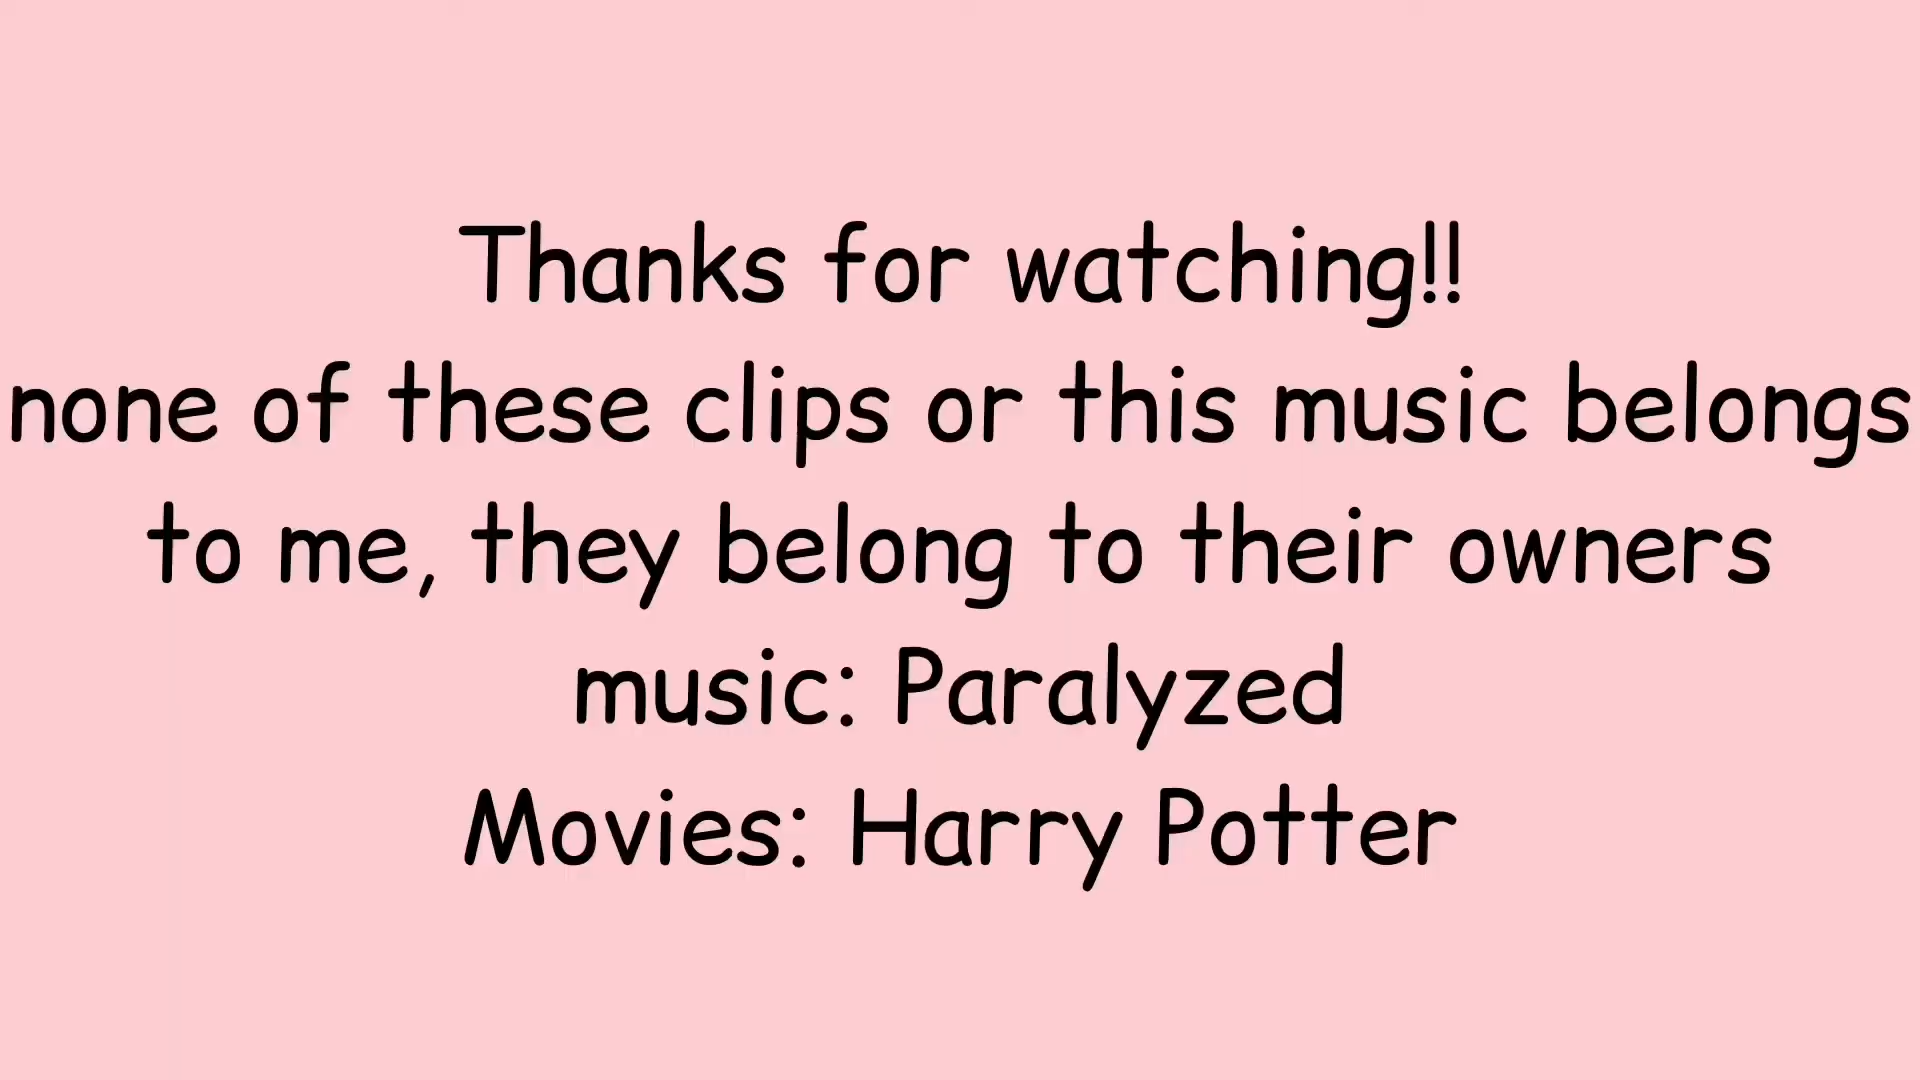 Thanks for watching!!
none of these clips or this music belongs
to me, they belong to their owners
music: Paralyzed
Movies: Harry Potter